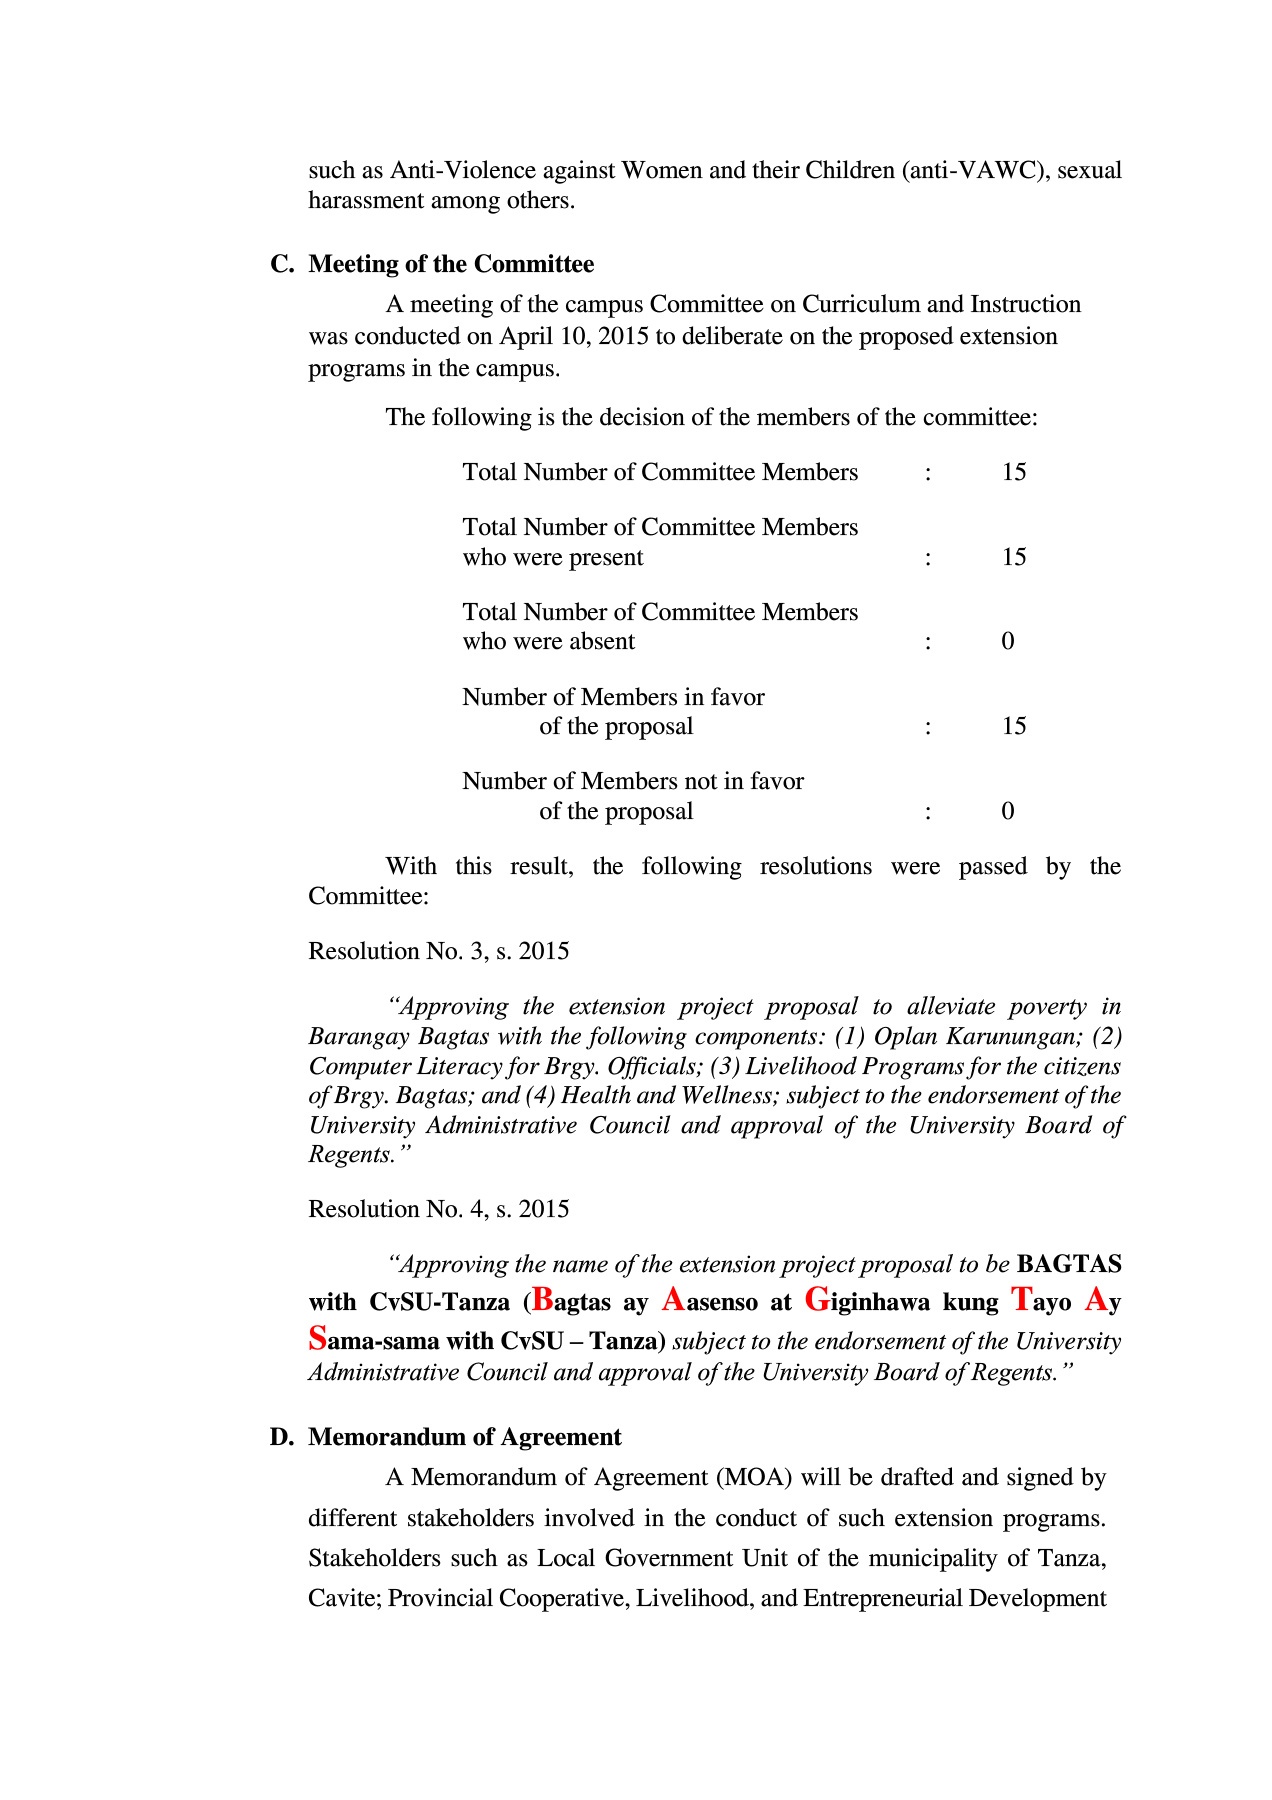 such as Anti-Violence against Women and their Children (anti-VAWC), sexual
harassment among others.
C. Meeting of the Committee
A meeting of the campus Committee on Curriculum and Instruction
was conducted on April 10, 2015 to deliberate on the proposed extension
programs in the campus.
The following is the decision of the members of the committee:
Total Number of Committee Members : 15
Total Number of Committee Members
who were present : 15
Total Number of Committee Members
who were absent : 0
Number of Members in favor
of the proposal : 15
Number of Members not in favor
of the proposal : 0
With this result, the following resolutions were passed by the
Committee:
Resolution No. 3, s. 2015
“Approving the extension project proposal to alleviate poverty in
Barangay Bagtas with the following components: (1) Oplan Karunungan; (2)
Computer Literacy for Brgy. Officials; (3) Livelihood Programs for the citizens
of Brgy. Bagtas; and (4) Health and Wellness; subject to the endorsement of the
University Administrative Council and approval of the University Board of
Regents.”
Resolution No. 4, s. 2015
“Approving the name of the extension project proposal to be BAGTAS
with CvSU-Tanza (Bagtas ay Aasenso at Giginhawa kung Tayo Ay
Sama-sama with CvSU – Tanza) subject to the endorsement of the University
Administrative Council and approval of the University Board of Regents.”
D. Memorandum of Agreement
A Memorandum of Agreement (MOA) will be drafted and signed by
different stakeholders involved in the conduct of such extension programs.
Stakeholders such as Local Government Unit of the municipality of Tanza,
Cavite; Provincial Cooperative, Livelihood, and Entrepreneurial Development